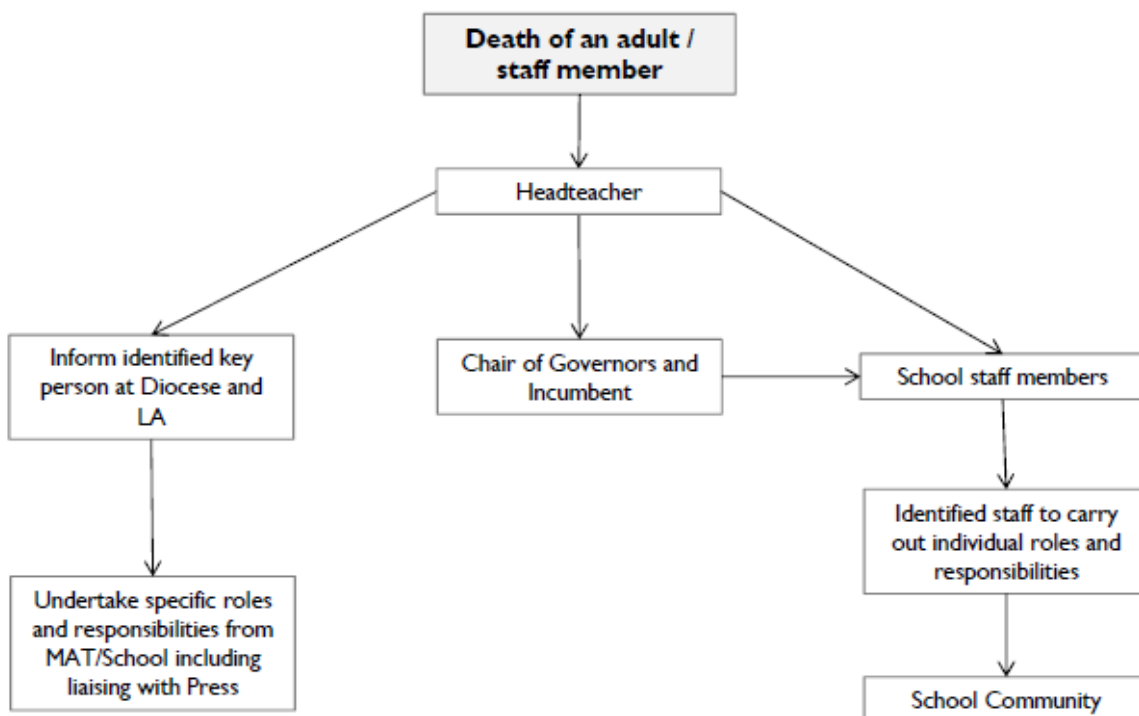 Death of an adult /
staff member
Headteacher
Inform identified key
person at Diocese and
LA
Chair of Governors and
Incumbent
School staff members
Identified staff to carry
out individual roles and
responsibilities
Undertake specific roles
and responsibilities from
MAT/School including
liaising with Press
School Community